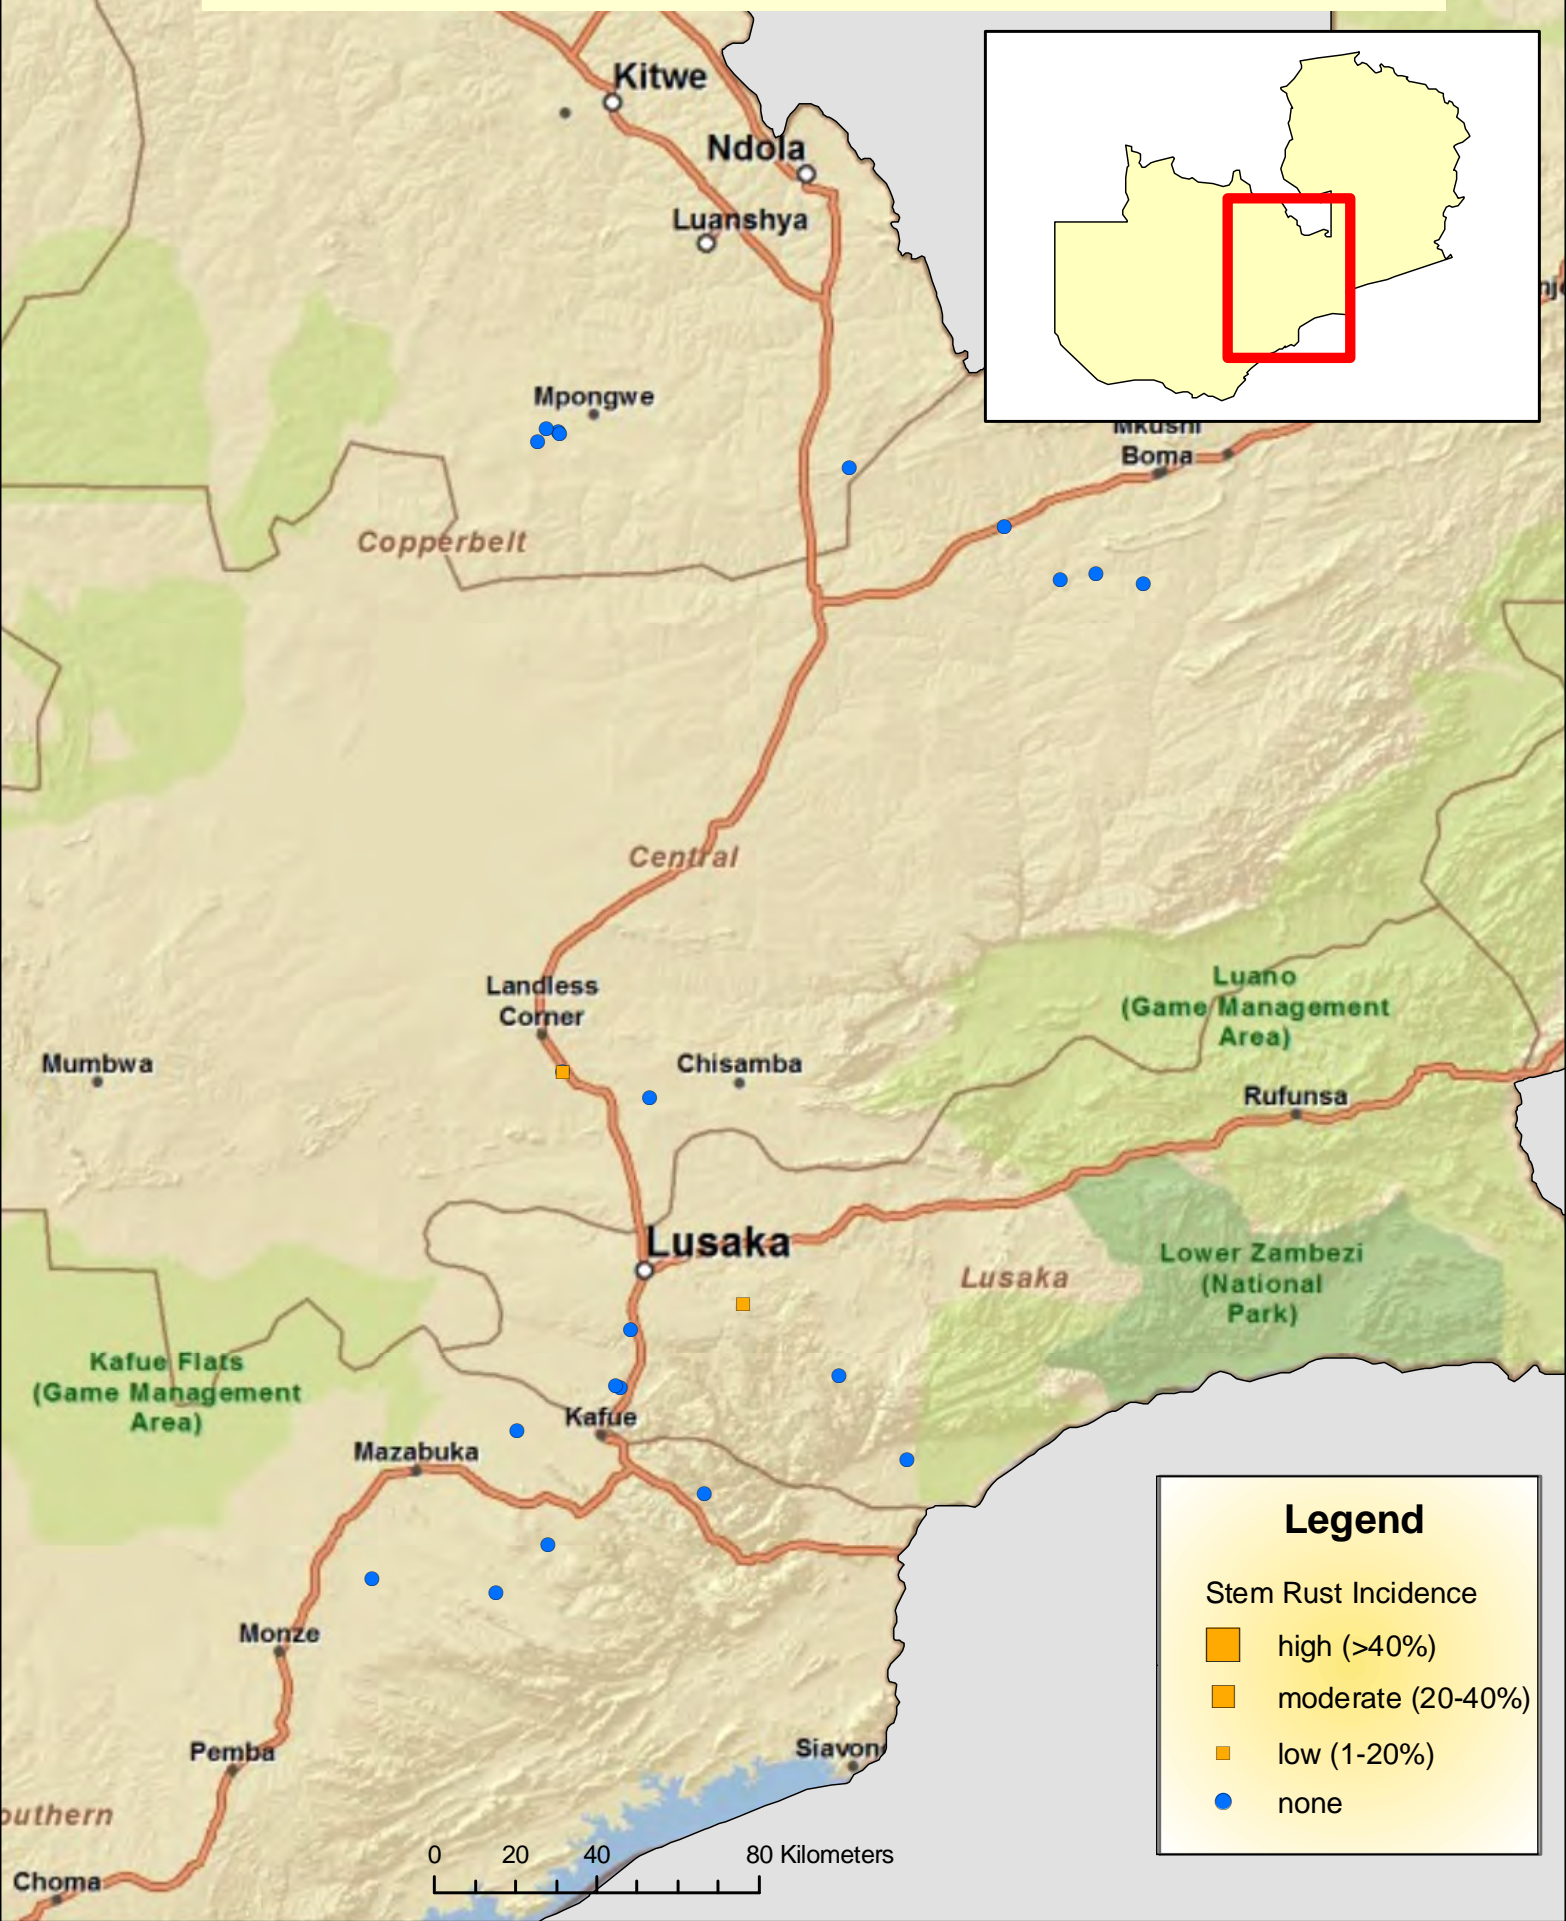 Kitwe
Ndola
Luanshya
Mpongwe
Mkushi
Boma
Copperbelt
Central
Landless
Corner
Mumbwa
Chisamba
Luano
(Game Management
Area)
Rufunsa
Lusaka
Lusaka
Lower Zambezi
(National
Park)
Kafue Flats
(Game Management
Area)
Kafue
Mazabuka
Monze
Pemba
Siavon
outhern
Choma
0 20 40 80 Kilometers
Legend
Stem Rust Incidence
high (>40%)
moderate (20-40%)
low (1-20%)
none